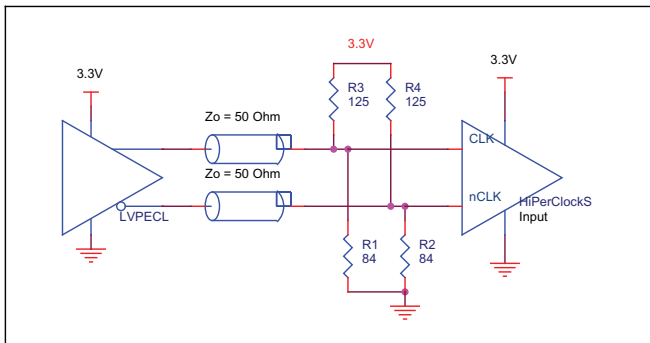 3.3V
3.3V
3.3V
R3
125
R4
125
Zo = 50 Ohm
CLK
Zo = 50 Ohm
nCLK
HiPerClockS
Input
LVPECL
R1
84
R2
84